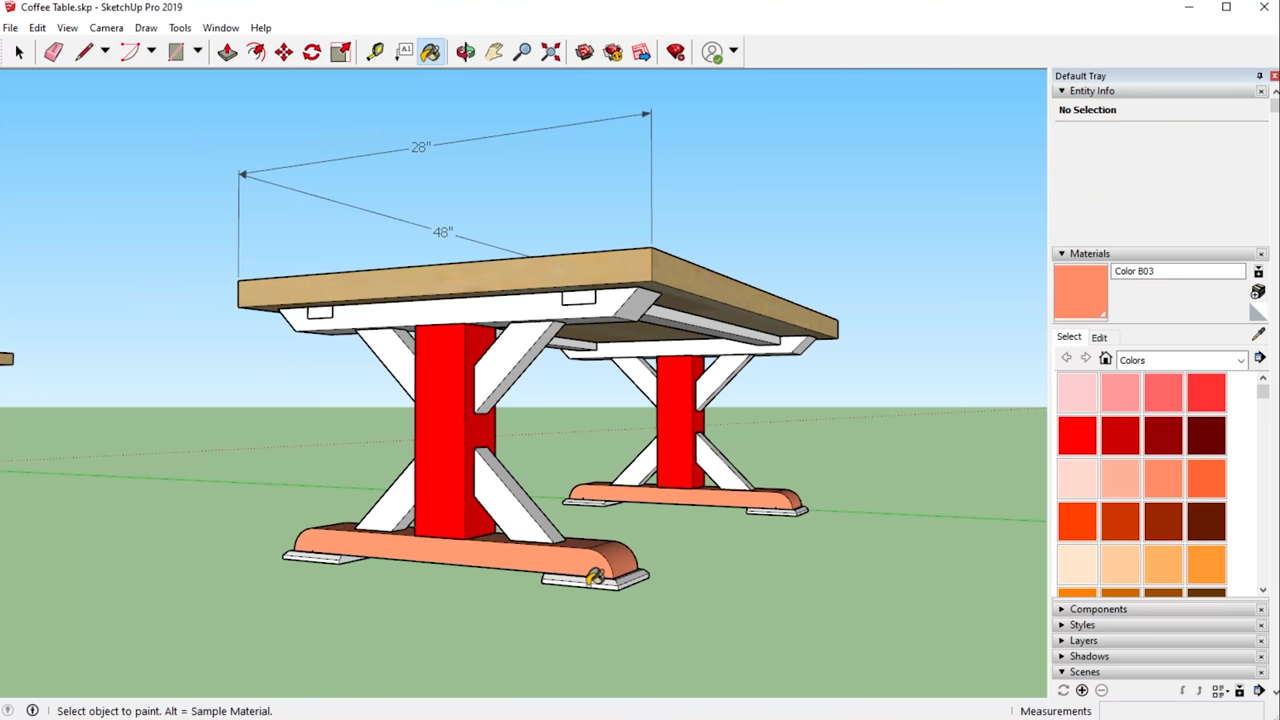 Coffee Table.skp - SketchUp Pro 2019
File Edit View Camera Draw Tools Window Help
A1
Default Tray
Entity Info
No Selection
28"
48"
Materials
Color B03
Select Edit
Colors
Components
Styles
Layers
Shadows
Scenes
Select object to paint. Alt = Sample Material.
Measurements